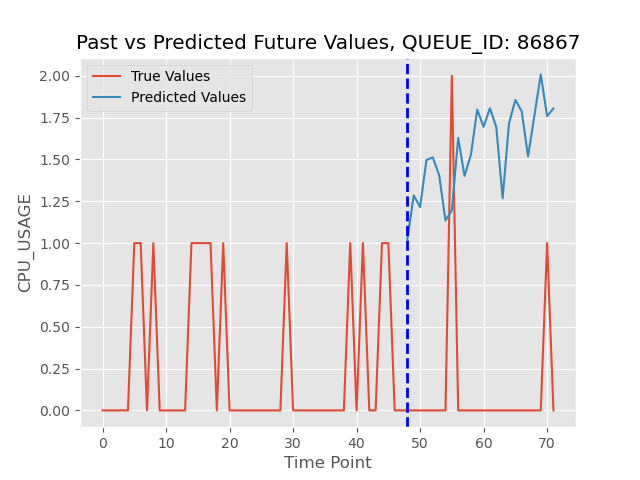 Past vs Predicted Future Values, QUEUE_ID: 86867
True Values
Predicted Values
2.00
1.75
1.50
1.25
1.00
0.75
0.50
0.25
0.00
CPU_USAGE
0 10 20 30 40 50 60 70
Time Point